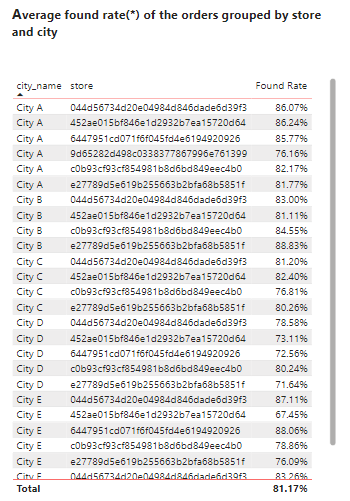 Average found rate(*) of the orders grouped by store
and city
city_name store Found Rate
City A 044d56734d20e04984d846dade6d39f3 86.07%
City A 452ae015bf846e1d2932b7ea15720d64 86.24%
City A 6447951cd071f6f045fd4e6194920926 85.77%
City A 9d65282d498c0338377867996e761399 76.16%
City A c0b93cf93cf854981b8d6bd849eec4b0 82.17%
City A e27789d5e619b255663b2bfa68b5851f 81.77%
City B 044d56734d20e04984d846dade6d39f3 83.00%
City B 452ae015bf846e1d2932b7ea15720d64 81.11%
City B c0b93cf93cf854981b8d6bd849eec4b0 84.55%
City B e27789d5e619b255663b2bfa68b5851f 88.83%
City C 044d56734d20e04984d846dade6d39f3 81.20%
City C 452ae015bf846e1d2932b7ea15720d64 82.40%
City C c0b93cf93cf854981b8d6bd849eec4b0 76.81%
City C e27789d5e619b255663b2bfa68b5851f 80.26%
City D 044d56734d20e04984d846dade6d39f3 78.58%
City D 452ae015bf846e1d2932b7ea15720d64 73.11%
City D 6447951cd071f6f045fd4e6194920926 72.56%
City D c0b93cf93cf854981b8d6bd849eec4b0 80.24%
City D e27789d5e619b255663b2bfa68b5851f 71.64%
City E 044d56734d20e04984d846dade6d39f3 87.11%
City E 452ae015bf846e1d2932b7ea15720d64 67.45%
City E 6447951cd071f6f045fd4e6194920926 88.06%
City E c0b93cf93cf854981b8d6bd849eec4b0 78.86%
City E e27789d5e619b255663b2bfa68b5851f 76.09%
City 044d56734d20e04984d846dade6d39f3 83.26%
Total 81.17%